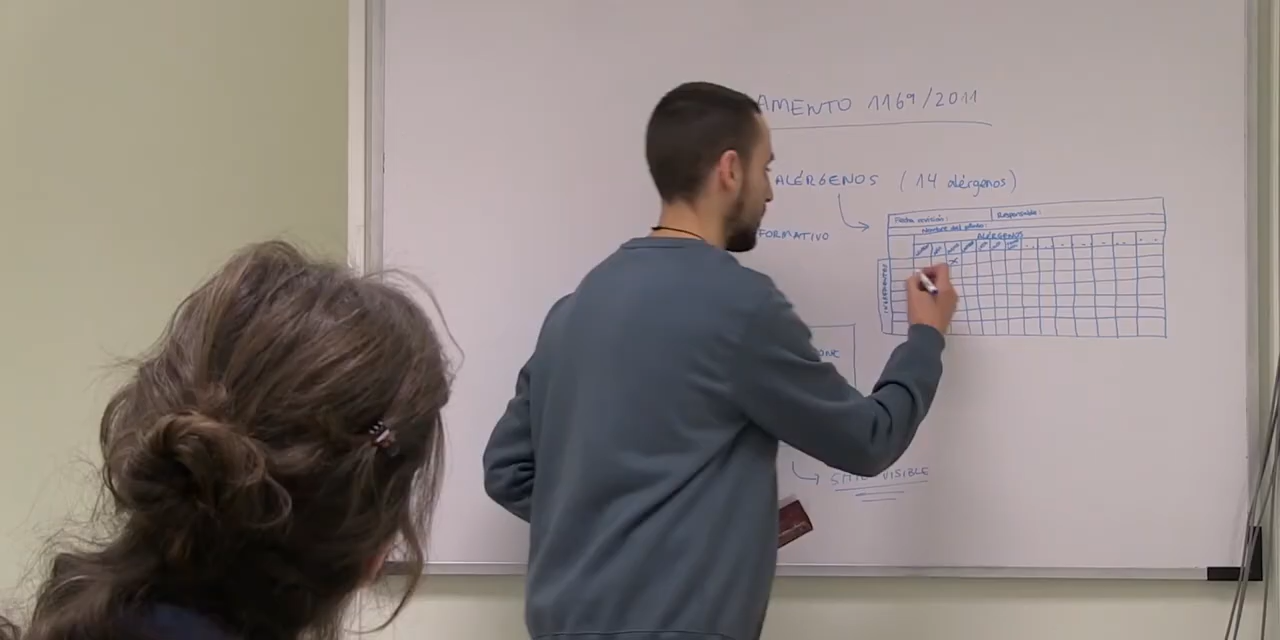 AMENTO 1169/2011
ALÉRGENOS (14 alérgenos)
FORMATIVO
Fecha revisión: Responsable:
Nombre del plato:
ALÉRGENOS
INGREDIENTES
VISIBLE